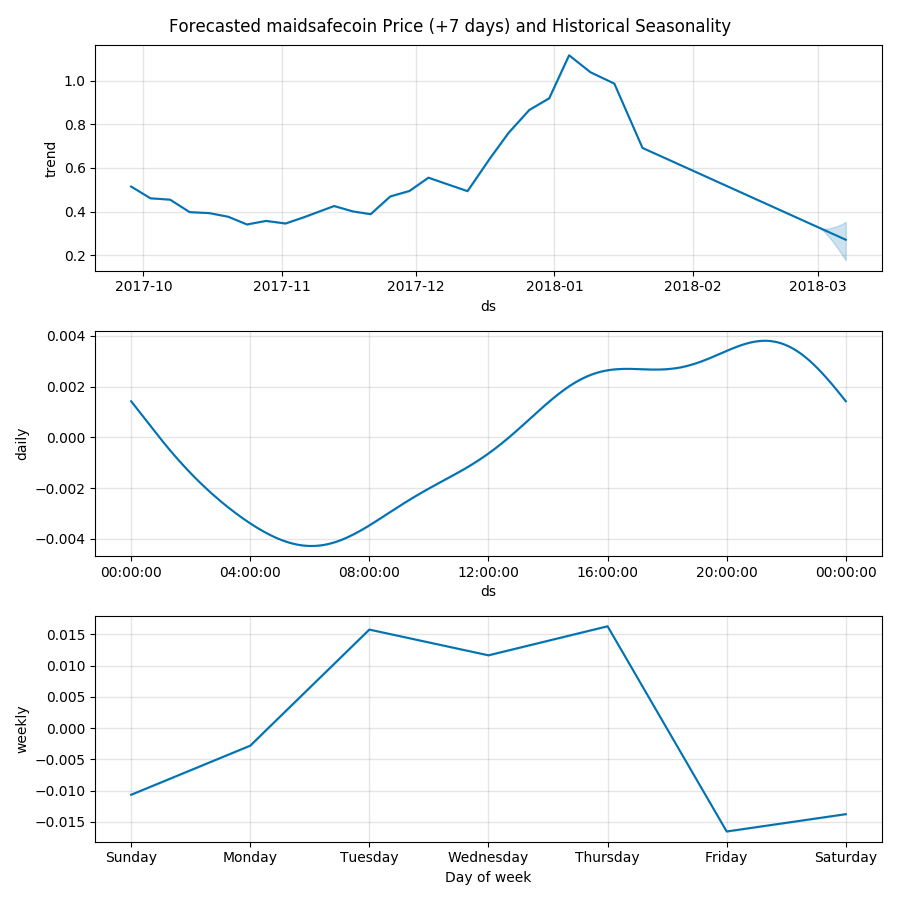 Forecasted maidsafecoin Price (+7 days) and Historical Seasonality
1.0
0.8
0.6
0.4
0.2
trend
2017-10 2017-11 2017-12 2018-01 2018-02 2018-03
ds
0.004
0.002
0.000
−0.002
−0.004
daily
00:00:00 04:00:00 08:00:00 12:00:00 16:00:00 20:00:00 00:00:00
ds
0.015
0.010
0.005
0.000
−0.005
−0.010
−0.015
weekly
Sunday Monday Tuesday Wednesday Thursday Friday Saturday
Day of week